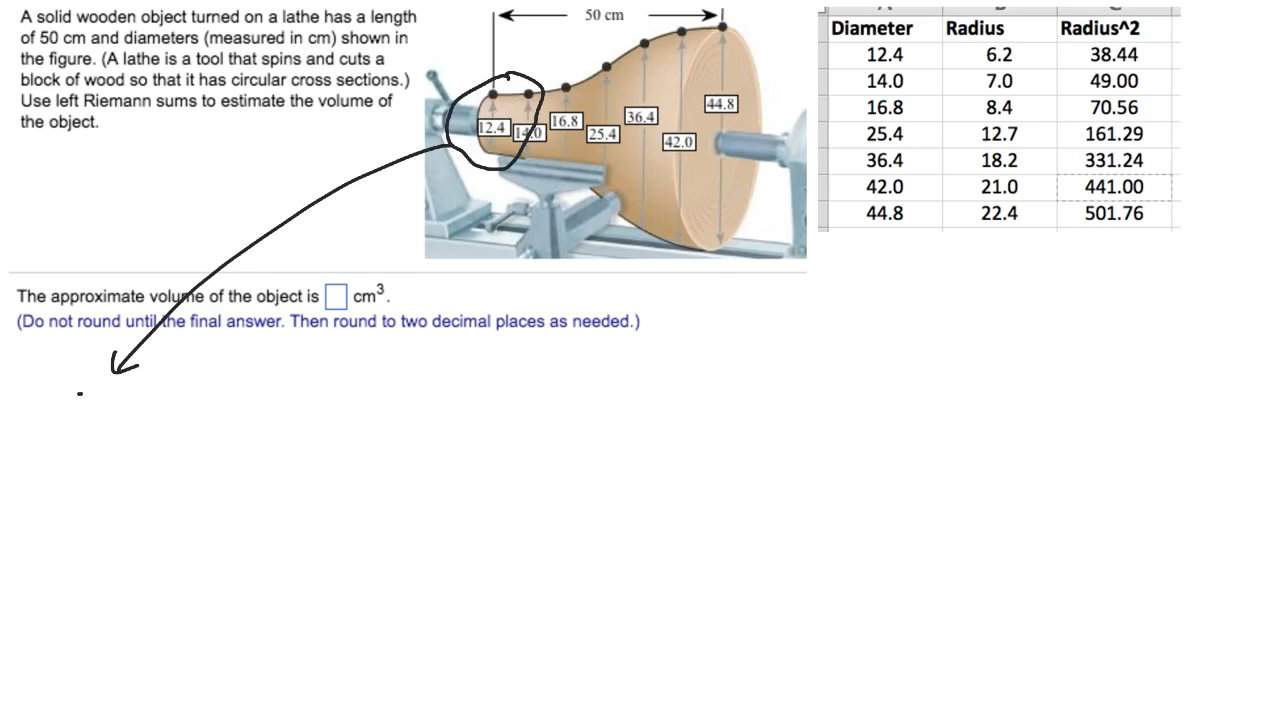 A solid wooden object turned on a lathe has a length
of 50 cm and diameters (measured in cm) shown in
the figure. (A lathe is a tool that spins and cuts a
block of wood so that it has circular cross sections.)
Use left Riemann sums to estimate the volume of
the object.
50 cm
12.4
14.0
16.8
25.4
36.4
42.0
44.8
Diameter Radius Radius^2
12.4 6.2 38.44
14.0 7.0 49.00
16.8 8.4 70.56
25.4 12.7 161.29
36.4 18.2 331.24
42.0 21.0 441.00
44.8 22.4 501.76
The approximate volume of the object is cm³.
(Do not round until the final answer. Then round to two decimal places as needed.)